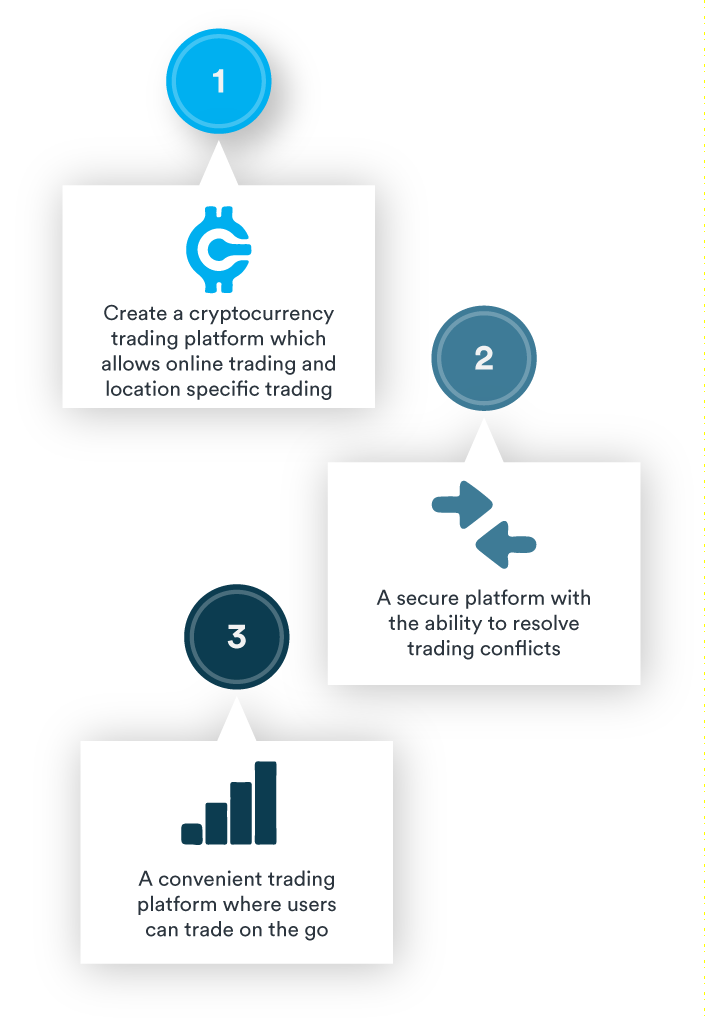 1
Create a cryptocurrency
trading platform which
allows online trading and
location specific trading
2
A secure platform with
the ability to resolve
trading conflicts
3
A convenient trading
platform where users
can trade on the go